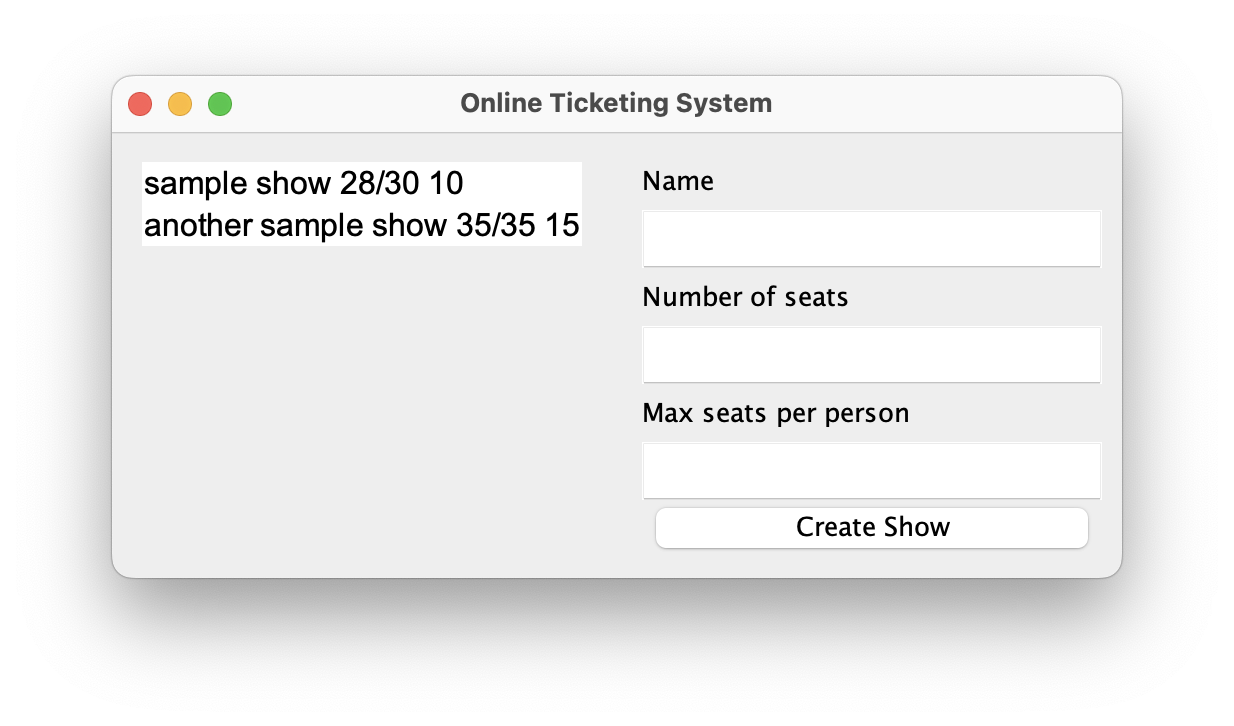 Online Ticketing System
sample show 28/30 10
another sample show 35/35 15
Name
Number of seats
Max seats per person
Create Show